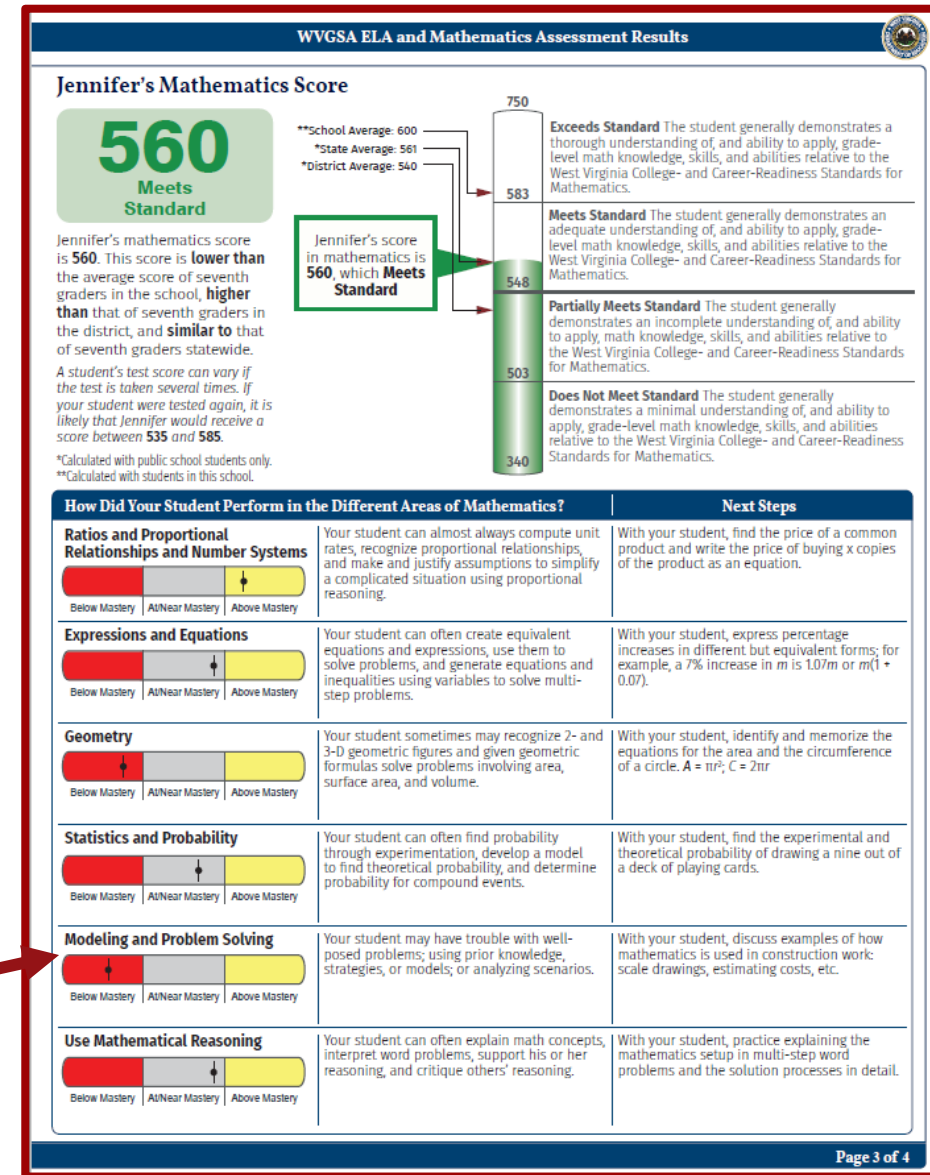 WVGSA ELA and Mathematics Assessment Results
Jennifer's Mathematics Score
560
Meets
Standard
Jennifer's mathematics score
is 560. This score is lower than
the average score of seventh
graders in the school, higher
than that of seventh graders in
the district, and similar to that
of seventh graders statewide.
A student's test score can vary if
the test is taken several times. If
your student were tested again, it is
likely that Jennifer would receive a
score between 535 and 585.
*Calculated with public school students only.
**Calculated with students in this school.
**School Average: 600
*State Average: 561
*District Average: 540
Jennifer's score
in mathematics is
560, which Meets
Standard
750
583
548
503
340
Exceeds Standard The student generally demonstrates a
thorough understanding of, and ability to apply, grade-
level math knowledge, skills, and abilities relative to the
West Virginia College- and Career-Readiness Standards for
Mathematics.
Meets Standard The student generally demonstrates an
adequate understanding of, and ability to apply, grade-
level math knowledge, skills, and abilities relative to the
West Virginia College- and Career-Readiness Standards for
Mathematics.
Partially Meets Standard The student generally
demonstrates an incomplete understanding of, and ability
to apply, math knowledge, skills, and abilities relative to
the West Virginia College- and Career-Readiness Standards
for Mathematics.
Does Not Meet Standard The student generally
demonstrates a minimal understanding of, and ability to
apply, grade-level math knowledge, skills, and abilities
relative to the West Virginia College- and Career-Readiness
Standards for Mathematics.
How Did Your Student Perform in the Different Areas of Mathematics?
Next Steps
Ratios and Proportional
Relationships and Number Systems
Below Mastery At/Near Mastery Above Mastery
Your student can almost always compute unit
rates, recognize proportional relationships,
and make and justify assumptions to simplify
a complicated situation using proportional
reasoning.
With your student, find the price of a common
product and write the price of buying x copies
of the product as an equation.
Expressions and Equations
Below Mastery At/Near Mastery Above Mastery
Your student can often create equivalent
equations and expressions, use them to
solve problems, and generate equations and
inequalities using variables to solve multi-
step problems.
With your student, express percentage
increases in different but equivalent forms; for
example, a 7% increase in m is 1.07m or m(1 +
0.07).
Geometry
Below Mastery At/Near Mastery Above Mastery
Your student sometimes may recognize 2- and
3-D geometric figures and given geometric
formulas solve problems involving area,
surface area, and volume.
With your student, identify and memorize the
equations for the area and the circumference
of a circle. A = πr²; C = 2πr
Statistics and Probability
Below Mastery At/Near Mastery Above Mastery
Your student can often find probability
through experimentation, develop a model
to find theoretical probability, and determine
probability for compound events.
With your student, find the experimental and
theoretical probability of drawing a nine out of
a deck of playing cards.
Modeling and Problem Solving
Below Mastery At/Near Mastery Above Mastery
Your student may have trouble with well-
posed problems; using prior knowledge,
strategies, or models; or analyzing scenarios.
With your student, discuss examples of how
mathematics is used in construction work:
scale drawings, estimating costs, etc.
Use Mathematical Reasoning
Below Mastery At/Near Mastery Above Mastery
Your student can often explain math concepts,
interpret word problems, support his or her
reasoning, and critique others' reasoning.
With your student, practice explaining the
mathematics setup in multi-step word
problems and the solution processes in detail.
Page 3 of 4